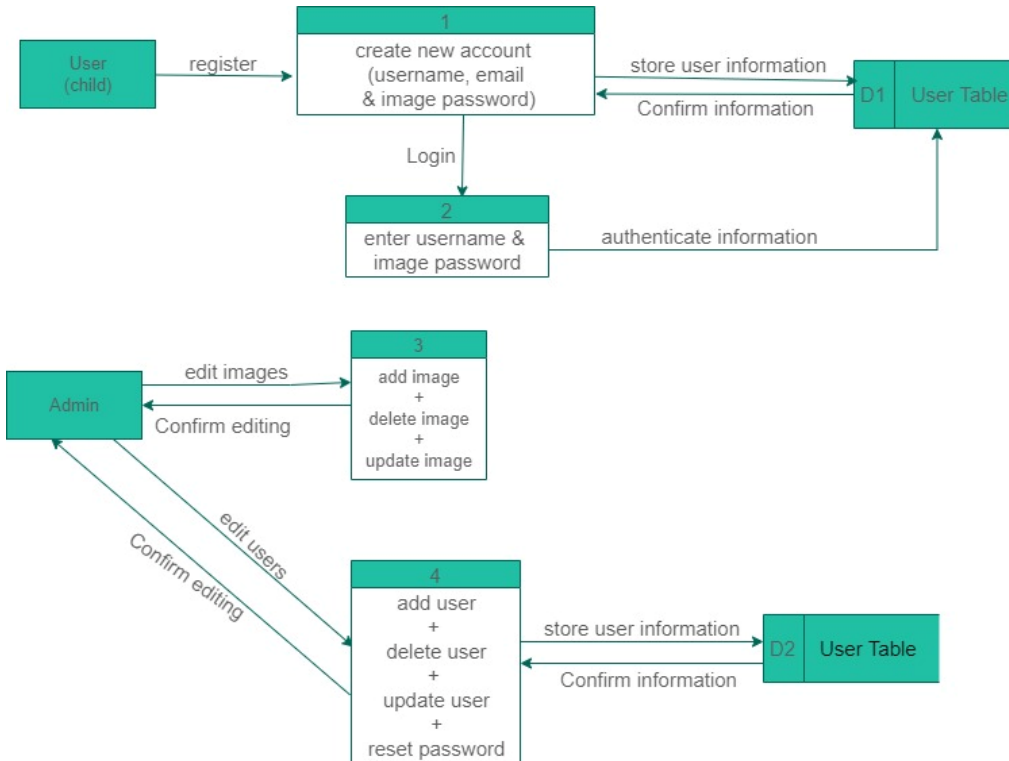 1
User
(child)
register
create new account
(username, email
& image password)
store user information
Confirm information
D1
User Table
Login
2
enter username &
image password
authenticate information
3
Admin
edit images
Confirm editing
add image
+
delete image
+
update image
edit users
Confirm editing
4
add user
+
delete user
+
update user
+
reset password
store user information
Confirm information
D2
User Table